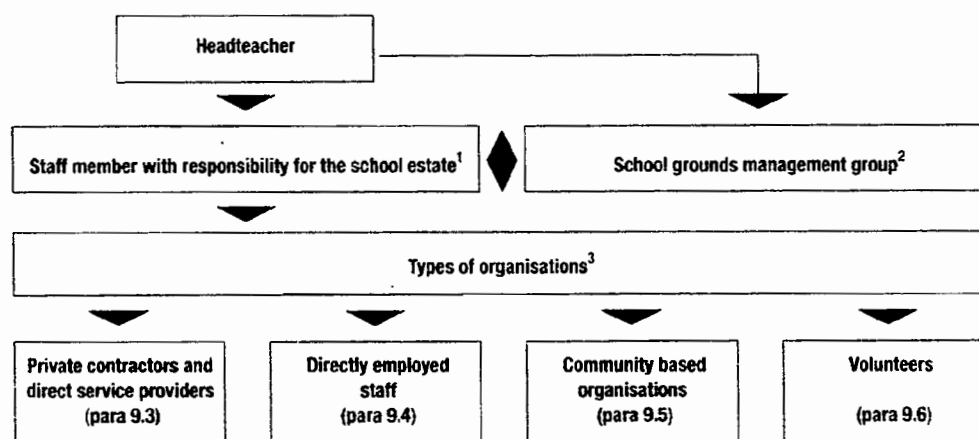 Headteacher
Staff member with responsibility for the school estate¹
School grounds management group²
Types of organisations³
Private contractors and
direct service providers
(para 9.3)
Directly employed
staff
(para 9.4)
Community based
organisations
(para 9.5)
Volunteers
(para 9.6)